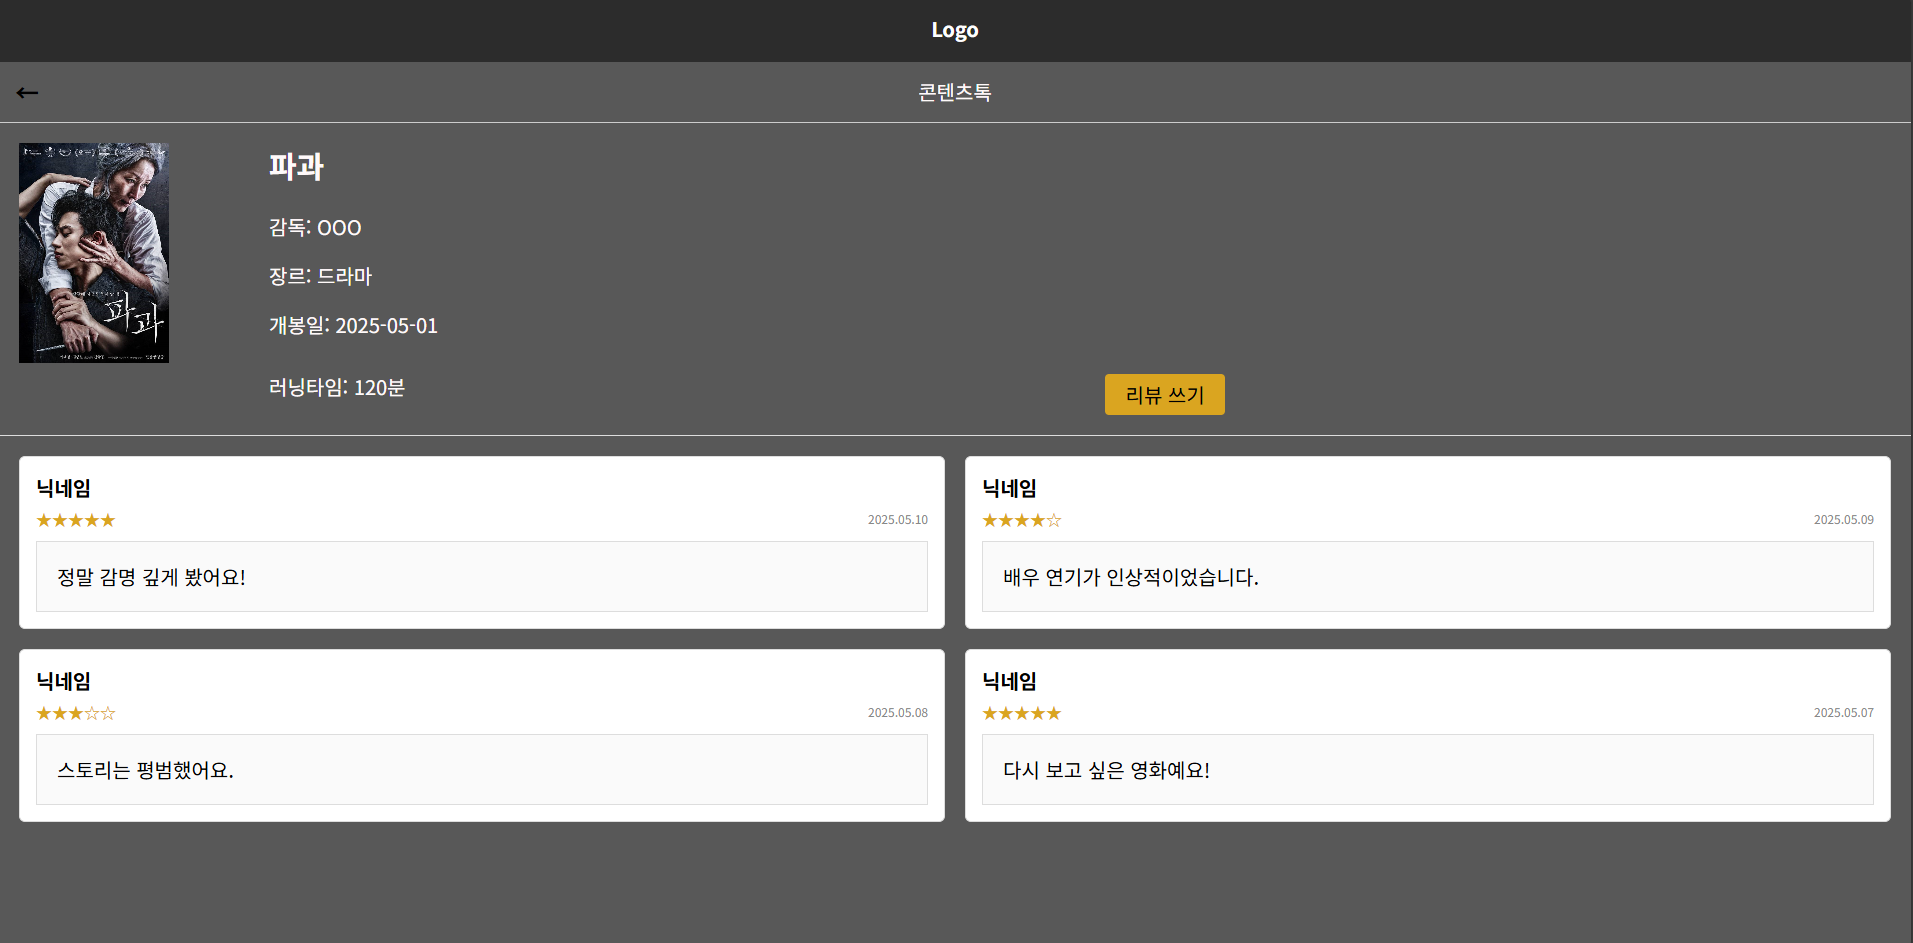 Logo
←
콘텐츠톡
파과
파과
감독: OOO
장르: 드라마
개봉일: 2025-05-01
러닝타임: 120분
리뷰 쓰기
닉네임
★★★★★ 2025.05.10
정말 감명 깊게 봤어요!
닉네임
★★★★☆ 2025.05.09
배우 연기가 인상적이었습니다.
닉네임
★★★☆☆ 2025.05.08
스토리는 평범했어요.
닉네임
★★★★★ 2025.05.07
다시 보고 싶은 영화예요!